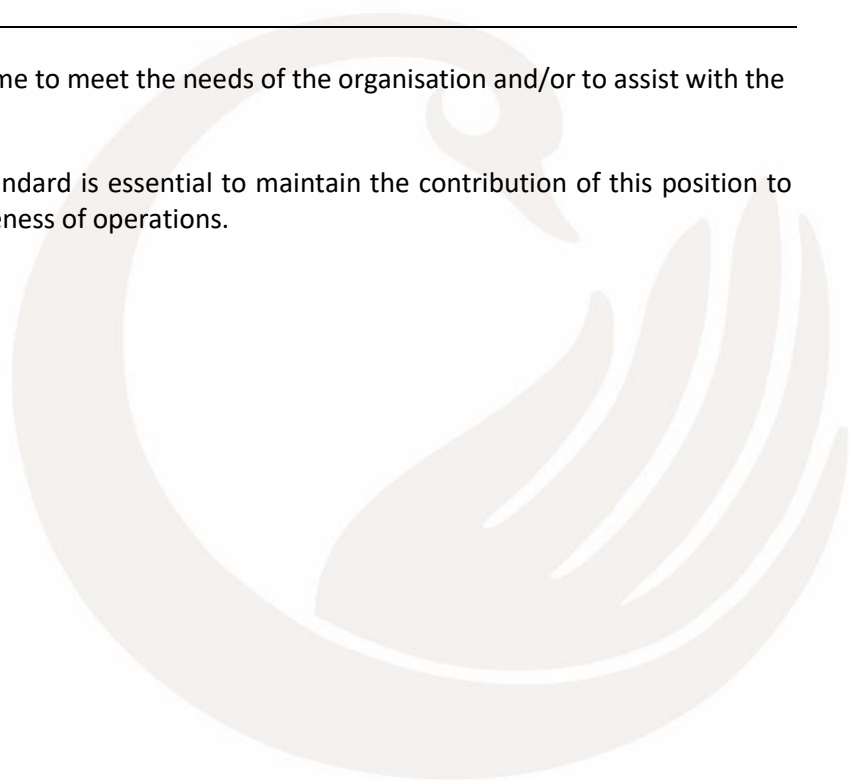 me to meet the needs of the organisation and/or to assist with the
ndard is essential to maintain the contribution of this position to
eness of operations.